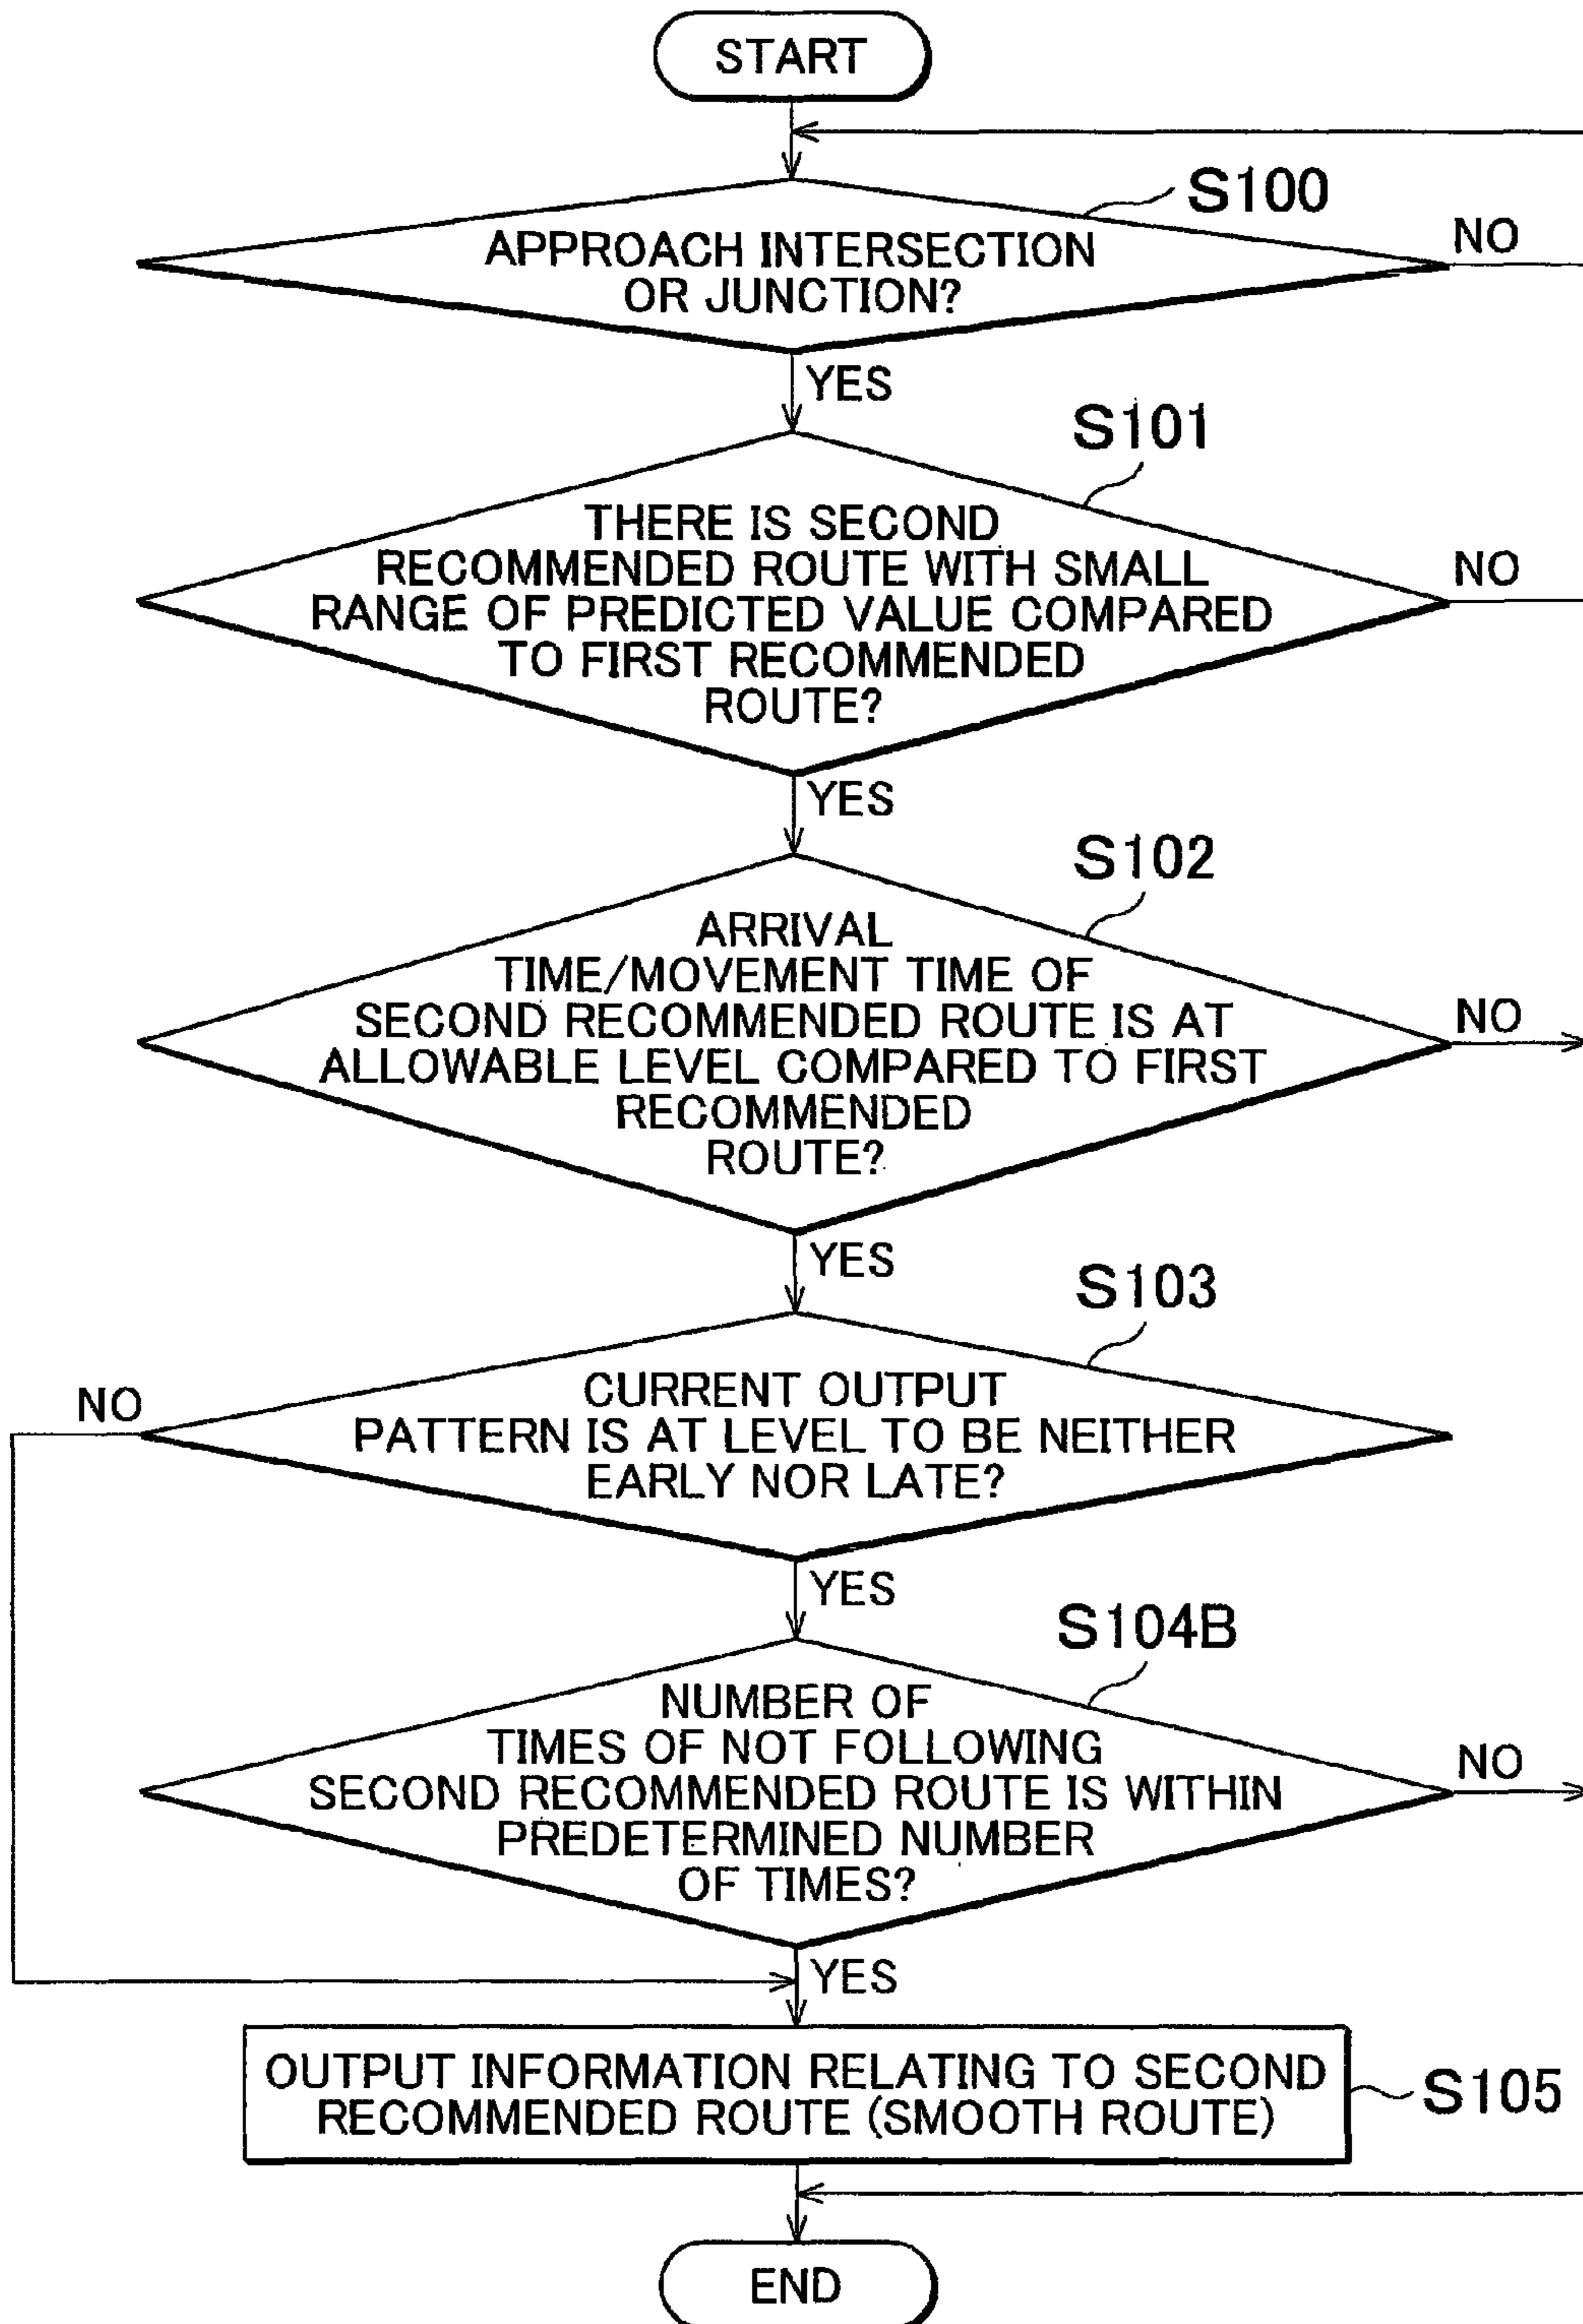 START
S100
APPROACH INTERSECTION
OR JUNCTION?
NO
YES
S101
THERE IS SECOND
RECOMMENDED ROUTE WITH SMALL
RANGE OF PREDICTED VALUE COMPARED
TO FIRST RECOMMENDED
ROUTE?
NO
YES
S102
ARRIVAL
TIME/MOVEMENT TIME OF
SECOND RECOMMENDED ROUTE IS AT
ALLOWABLE LEVEL COMPARED TO FIRST
RECOMMENDED
ROUTE?
NO
YES
S103
NO
CURRENT OUTPUT
PATTERN IS AT LEVEL TO BE NEITHER
EARLY NOR LATE?
YES
S104B
NUMBER OF
TIMES OF NOT FOLLOWING
SECOND RECOMMENDED ROUTE IS WITHIN
PREDETERMINED NUMBER
OF TIMES?
NO
YES
OUTPUT INFORMATION RELATING TO SECOND
RECOMMENDED ROUTE (SMOOTH ROUTE)
S105
END